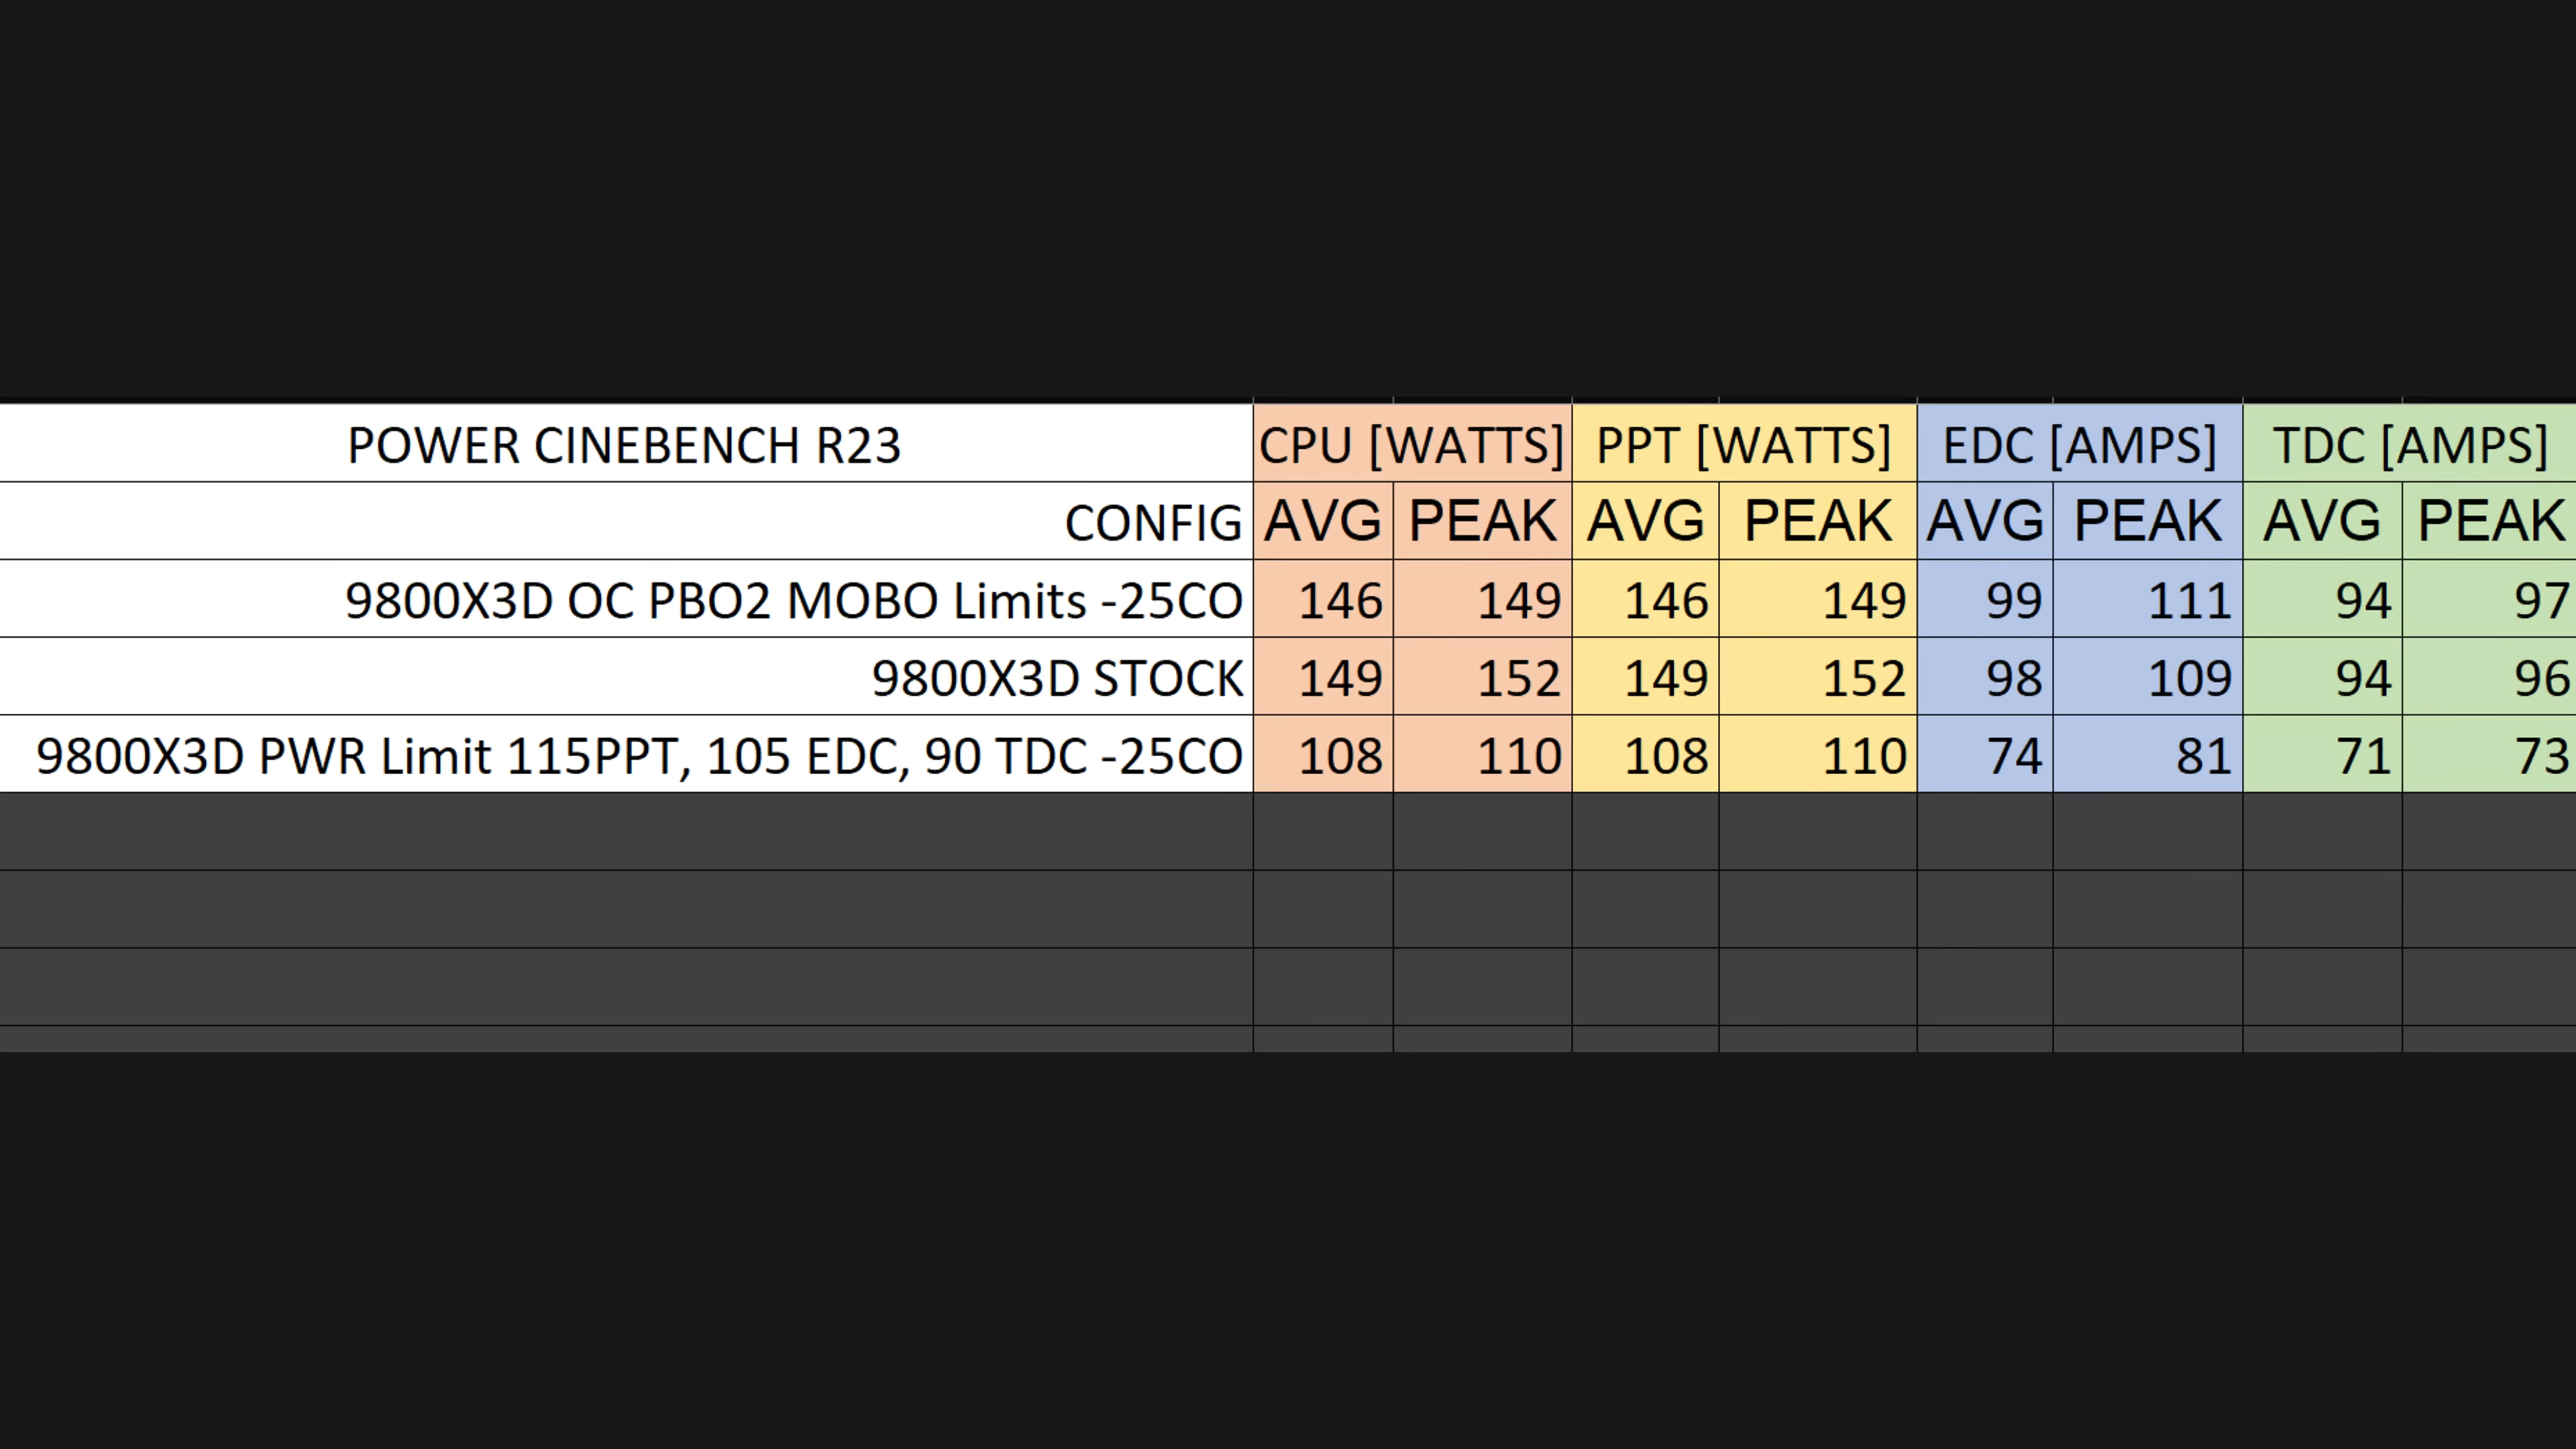 POWER CINEBENCH R23 CPU [WATTS] PPT [WATTS] EDC [AMPS] TDC [AMPS]
CONFIG AVG PEAK AVG PEAK AVG PEAK AVG PEAK
9800X3D OC PBO2 MOBO Limits -25CO 146 149 146 149 99 111 94 97
9800X3D STOCK 149 152 149 152 98 109 94 96
9800X3D PWR Limit 115PPT, 105 EDC, 90 TDC -25CO 108 110 108 110 74 81 71 73